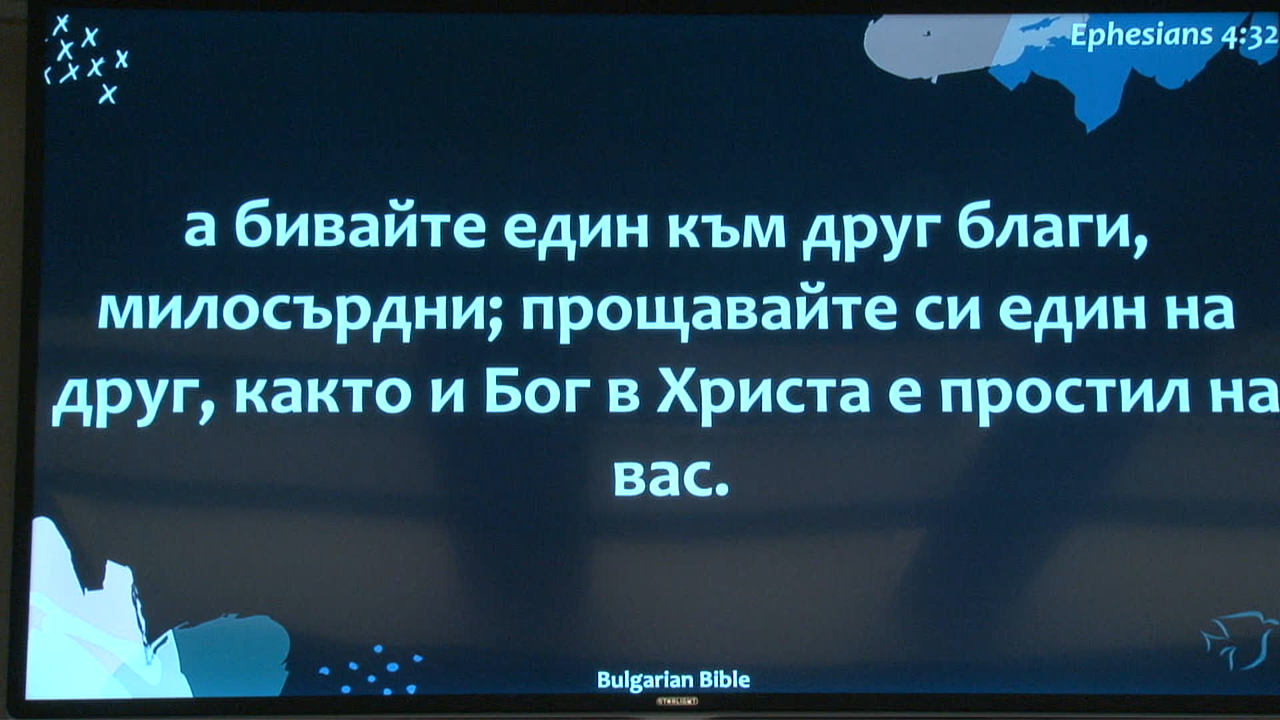 Ephesians 4:32
а бивайте един към друг благи,
милосърдни; прощавайте си един на
друг, както и Бог в Христа е простил на
вас.
Bulgarian Bible
STARLIGHT